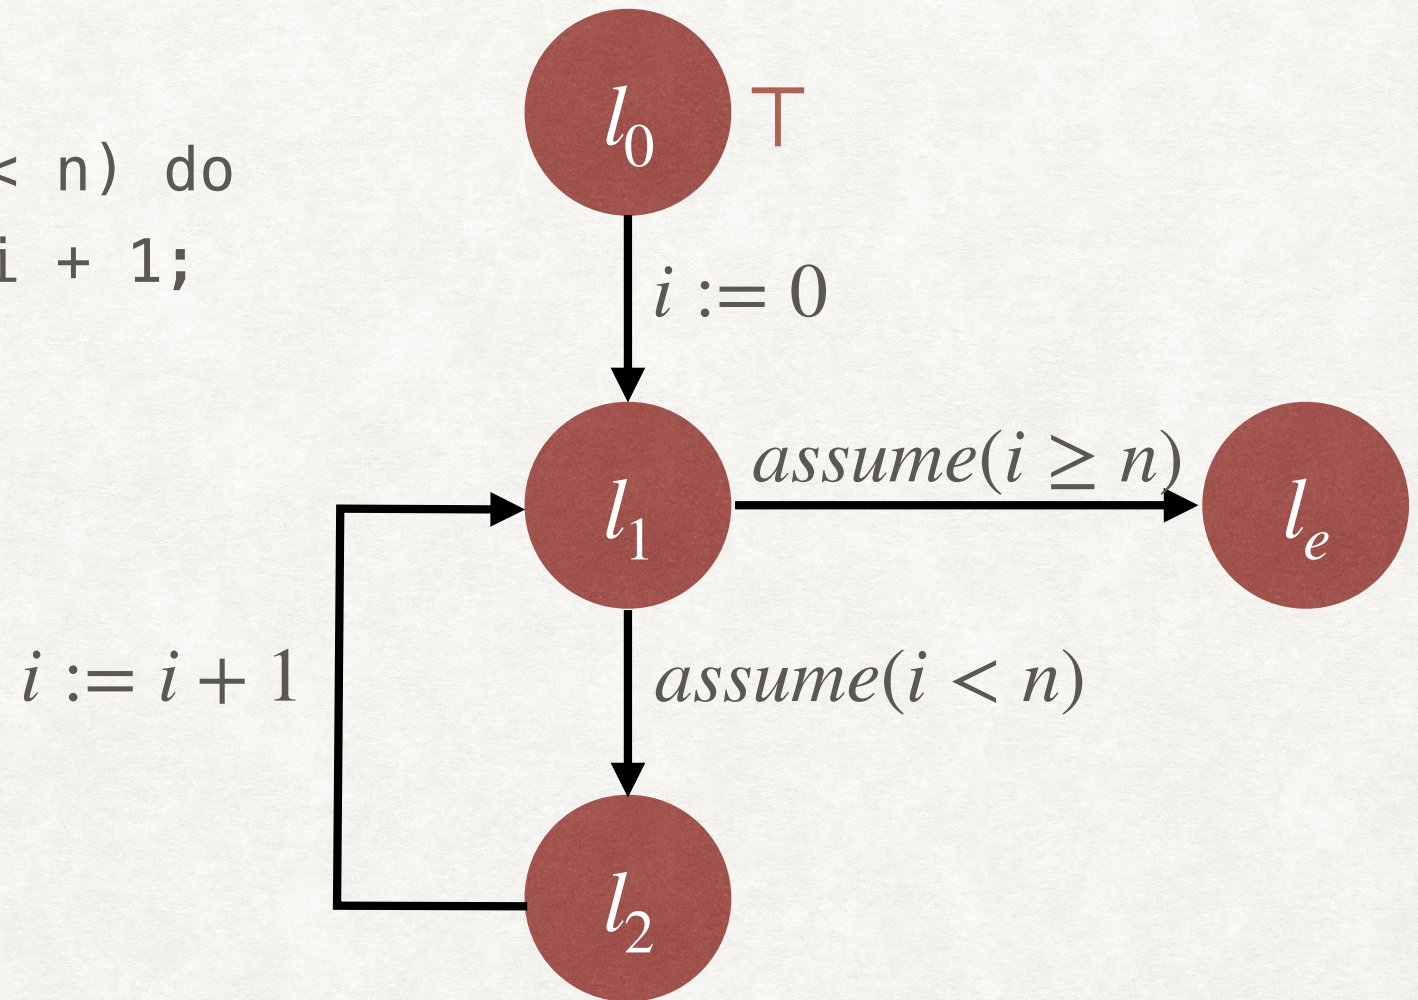 l₀ ⊤
< n) do
i + 1;
i := 0
assume(i ≥ n)
l₁
lₑ
i := i + 1
assume(i < n)
l₂